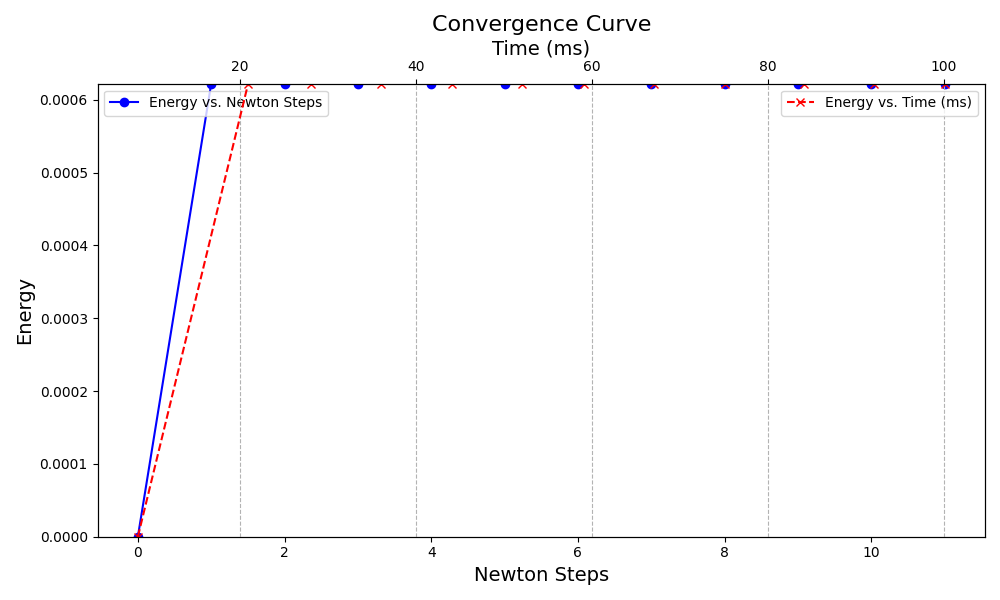 Convergence Curve
Time (ms)
20 40 60 80 100
Energy vs. Newton Steps
Energy vs. Time (ms)
0.0006
0.0005
0.0004
0.0003
0.0002
0.0001
0.0000
Energy
0 2 4 6 8 10
Newton Steps